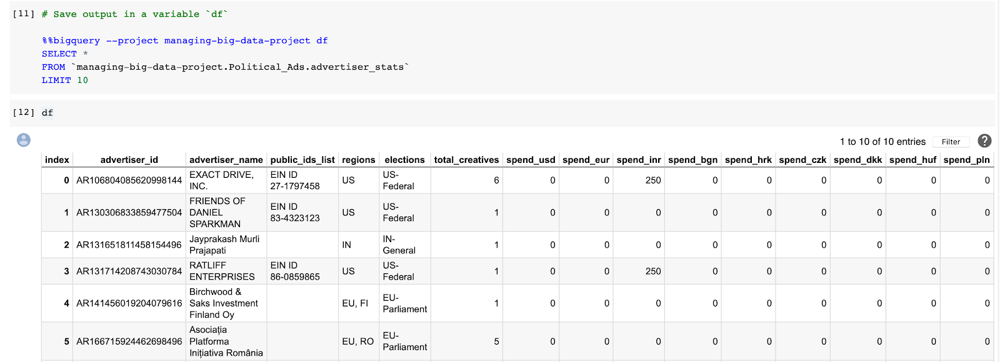 [11] # Save output in a variable `df`
%%bigquery --project managing-big-data-project df
SELECT *
FROM `managing-big-data-project.Political_Ads.advertiser_stats`
LIMIT 10
[12] df
1 to 10 of 10 entries Filter ?
index advertiser_id advertiser_name public_ids_list regions elections total_creatives spend_usd spend_eur spend_inr spend_bgn spend_hrk spend_czk spend_dkk spend_huf spend_pln
0 AR106804085620998144 EXACT DRIVE, INC. EIN ID 27-1797458 US US-Federal 6 0 0 250 0 0 0 0 0 0
1 AR130306833859477504 FRIENDS OF DANIEL SPARKMAN EIN ID 83-4323123 US US-Federal 1 0 0 0 0 0 0 0 0 0
2 AR131651811458154496 Jayprakash Murli Prajapati IN IN-General 1 0 0 0 0 0 0 0 0 0
3 AR131714208743030784 RATLIFF ENTERPRISES EIN ID 86-0859865 US US-Federal 1 0 0 250 0 0 0 0 0 0
4 AR141456019204079616 Birchwood & Saks Investment Finland Oy EU, FI EU-Parliament 1 0 0 0 0 0 0 0 0 0
5 AR166715924462698496 Asociația Platforma Inițiativa România EU, RO EU-Parliament 5 0 0 0 0 0 0 0 0 0